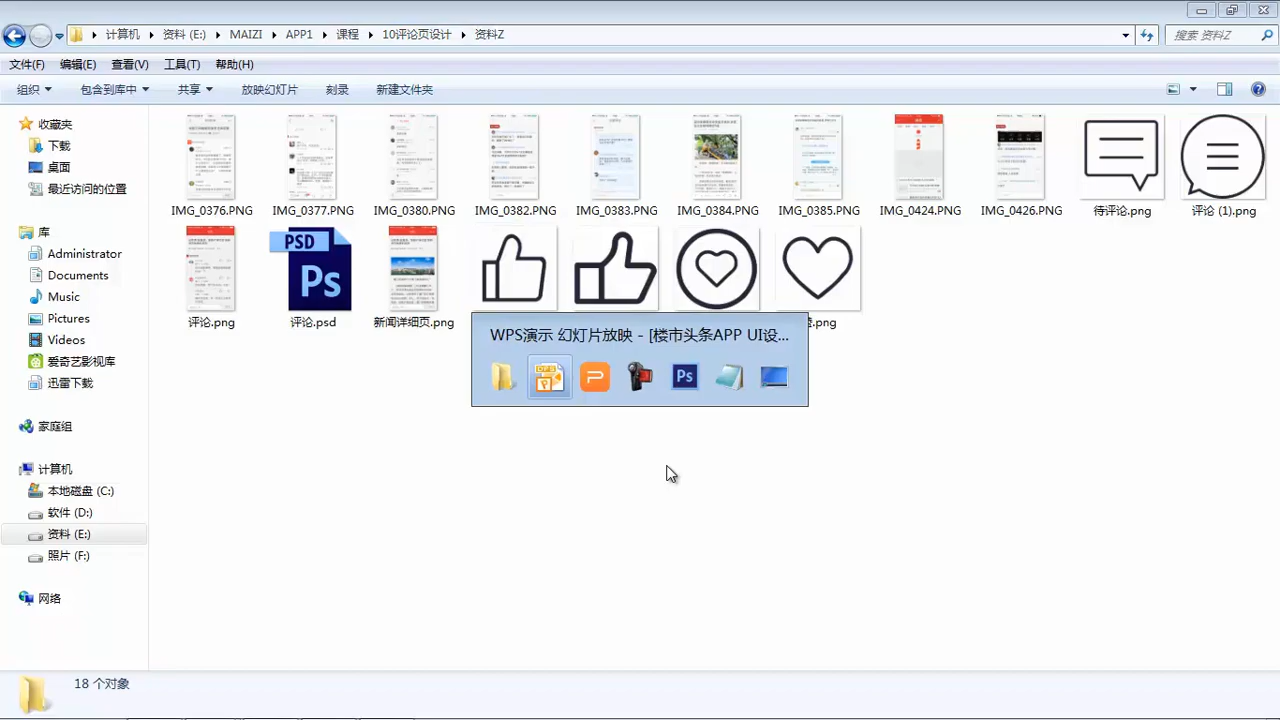 计算机 资料 (E:) MAIZI APP1 课程 10评论页设计 资料Z
搜索 资料Z
文件(F) 编辑(E) 查看(V) 工具(T) 帮助(H)
组织 包含到库中 共享 放映幻灯片 刻录 新建文件夹
收藏夹
下载
桌面
最近访问的位置
库
Administrator
Documents
Music
Pictures
Videos
爱奇艺影视库
迅雷下载
家庭组
计算机
本地磁盘 (C:)
软件 (D:)
资料 (E:)
照片 (F:)
网络
IMG_0376.PNG IMG_0377.PNG IMG_0380.PNG IMG_0382.PNG IMG_0383.PNG IMG_0384.PNG IMG_0385.PNG IMG_0424.PNG IMG_0426.PNG 待评论.png 评论 (1).png
PSD
Ps
评论.png 评论.psd 新闻详细页.png .png
WPS演示 幻灯片放映 - [楼市头条APP UI设...
Ps
18 个对象